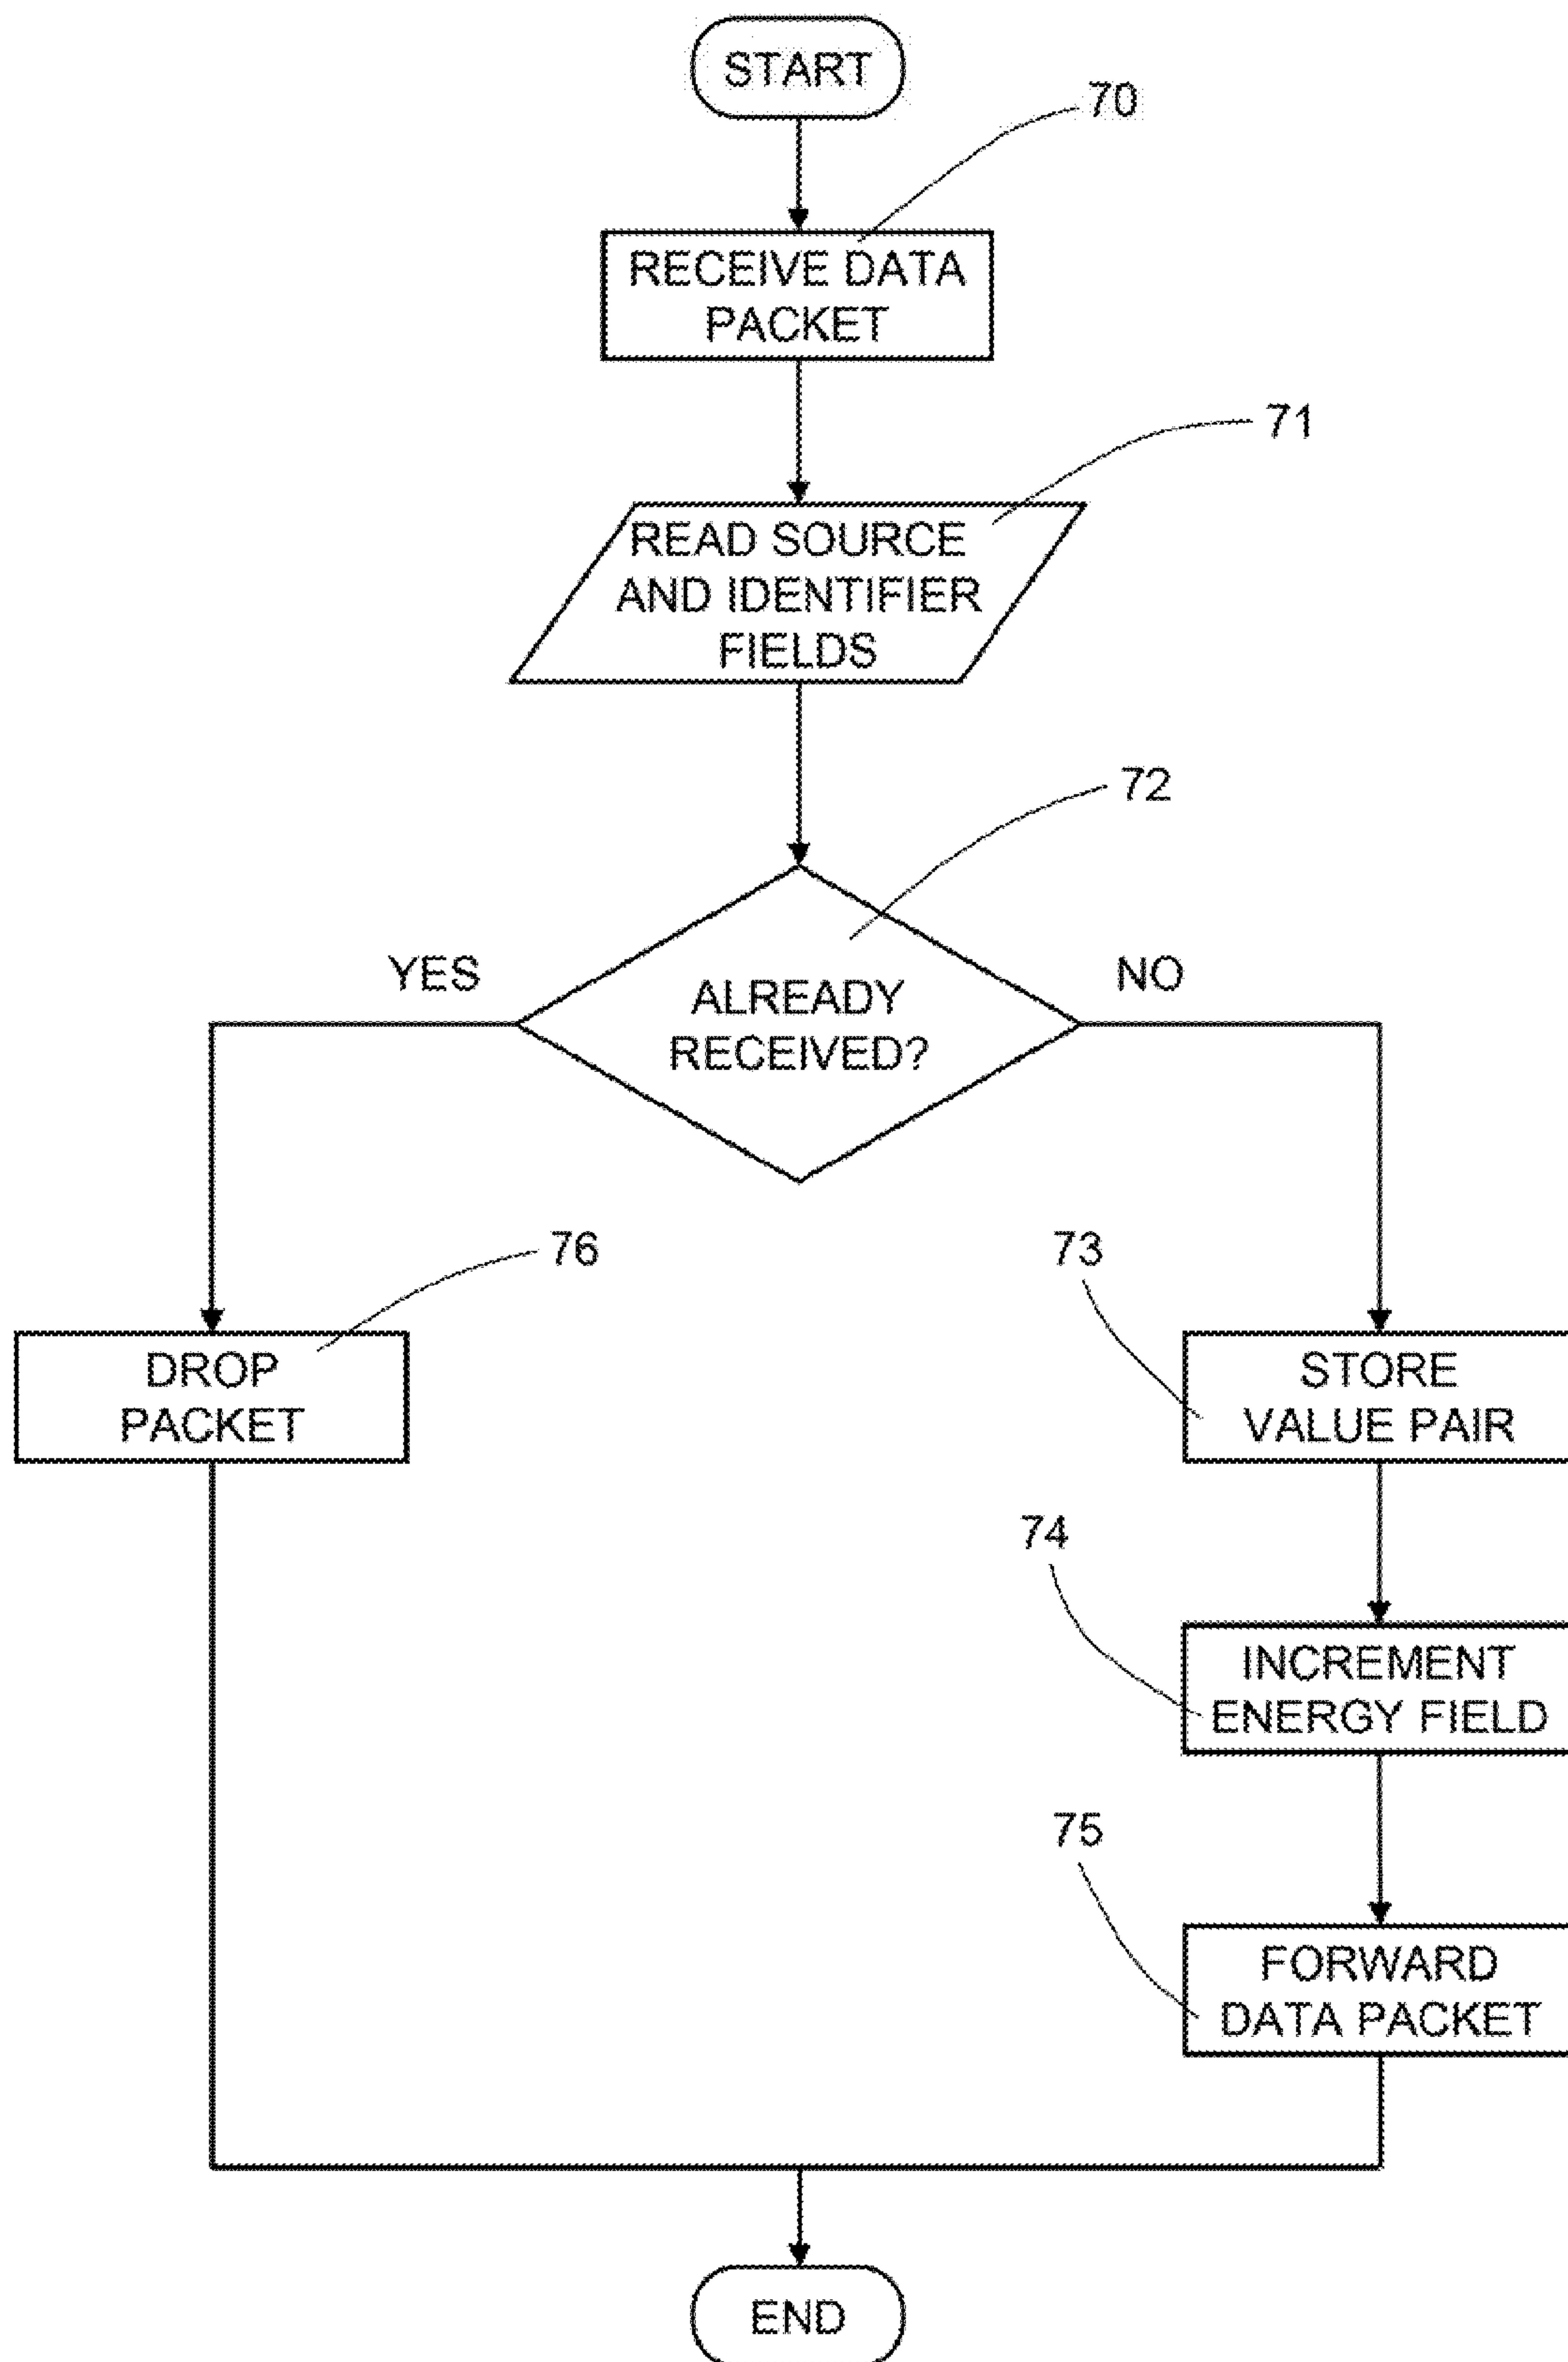 START
70
RECEIVE DATA
PACKET
71
READ SOURCE
AND IDENTIFIER
FIELDS
72
YES
NO
ALREADY
RECEIVED?
76
73
DROP
PACKET
STORE
VALUE PAIR
74
INCREMENT
ENERGY FIELD
75
FORWARD
DATA PACKET
END